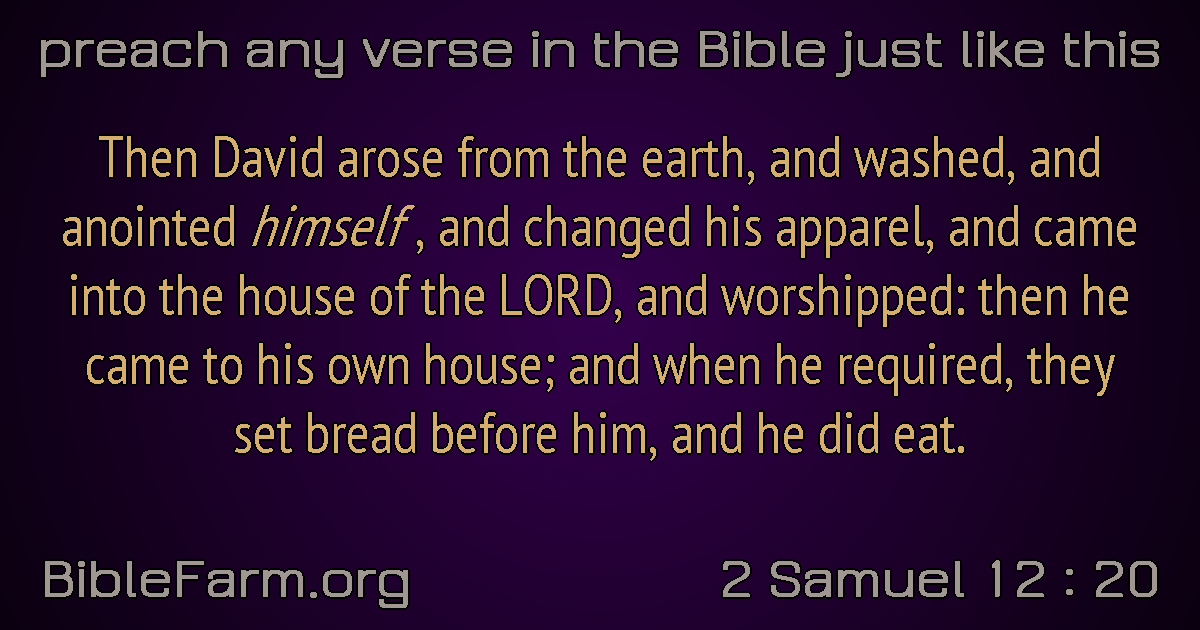 preach any verse in the Bible just like this
Then David arose from the earth, and washed, and
anointed himself , and changed his apparel, and came
into the house of the LORD, and worshipped: then he
came to his own house; and when he required, they
set bread before him, and he did eat.
BibleFarm.org
2 Samuel 12 : 20